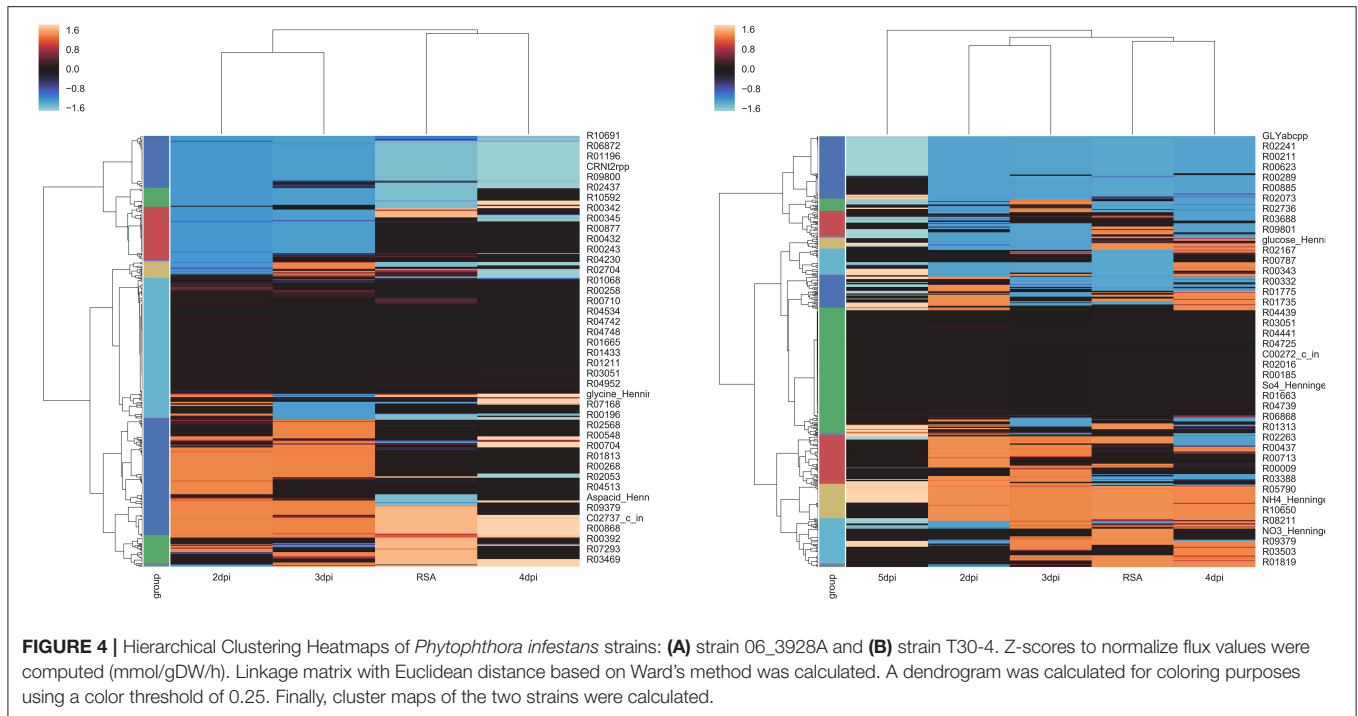 1.6
0.8
0.0
−0.8
−1.6
R10691
R06872
R01196
CRNt2rpp
R09800
R02437
R10592
R00342
R00345
R00877
R00432
R00243
R04230
R02704
R01068
R00258
R00710
R04534
R04742
R04748
R01665
R01433
R01211
R03051
R04952
glycine_Hennin
R07168
R00196
R02568
R00548
R00704
R01813
R00268
R02053
R04513
Aspacid_Henn
R09379
C02737_c_in
R00868
R00392
R07293
R03469
group
2dpi
3dpi
RSA
4dpi
1.6
0.8
0.0
−0.8
−1.6
GLYabcpp
R02241
R00211
R00623
R00289
R00885
R02073
R02736
R03688
R09801
glucose_Henni
R02167
R00787
R00343
R00332
R01775
R01735
R04439
R03051
R04441
R04725
C00272_c_in
R02016
R00185
So4_Henninge
R01663
R04739
R06868
R01313
R02263
R00437
R00713
R00009
R03388
R05790
NH4_Henninge
R10650
R08211
NO3_Henninge
R09379
R03503
R01819
group
5dpi
2dpi
3dpi
RSA
4dpi
FIGURE 4 | Hierarchical Clustering Heatmaps of Phytophthora infestans strains: (A) strain 06_3928A and (B) strain T30-4. Z-scores to normalize flux values were
computed (mmol/gDW/h). Linkage matrix with Euclidean distance based on Ward's method was calculated. A dendrogram was calculated for coloring purposes
using a color threshold of 0.25. Finally, cluster maps of the two strains were calculated.